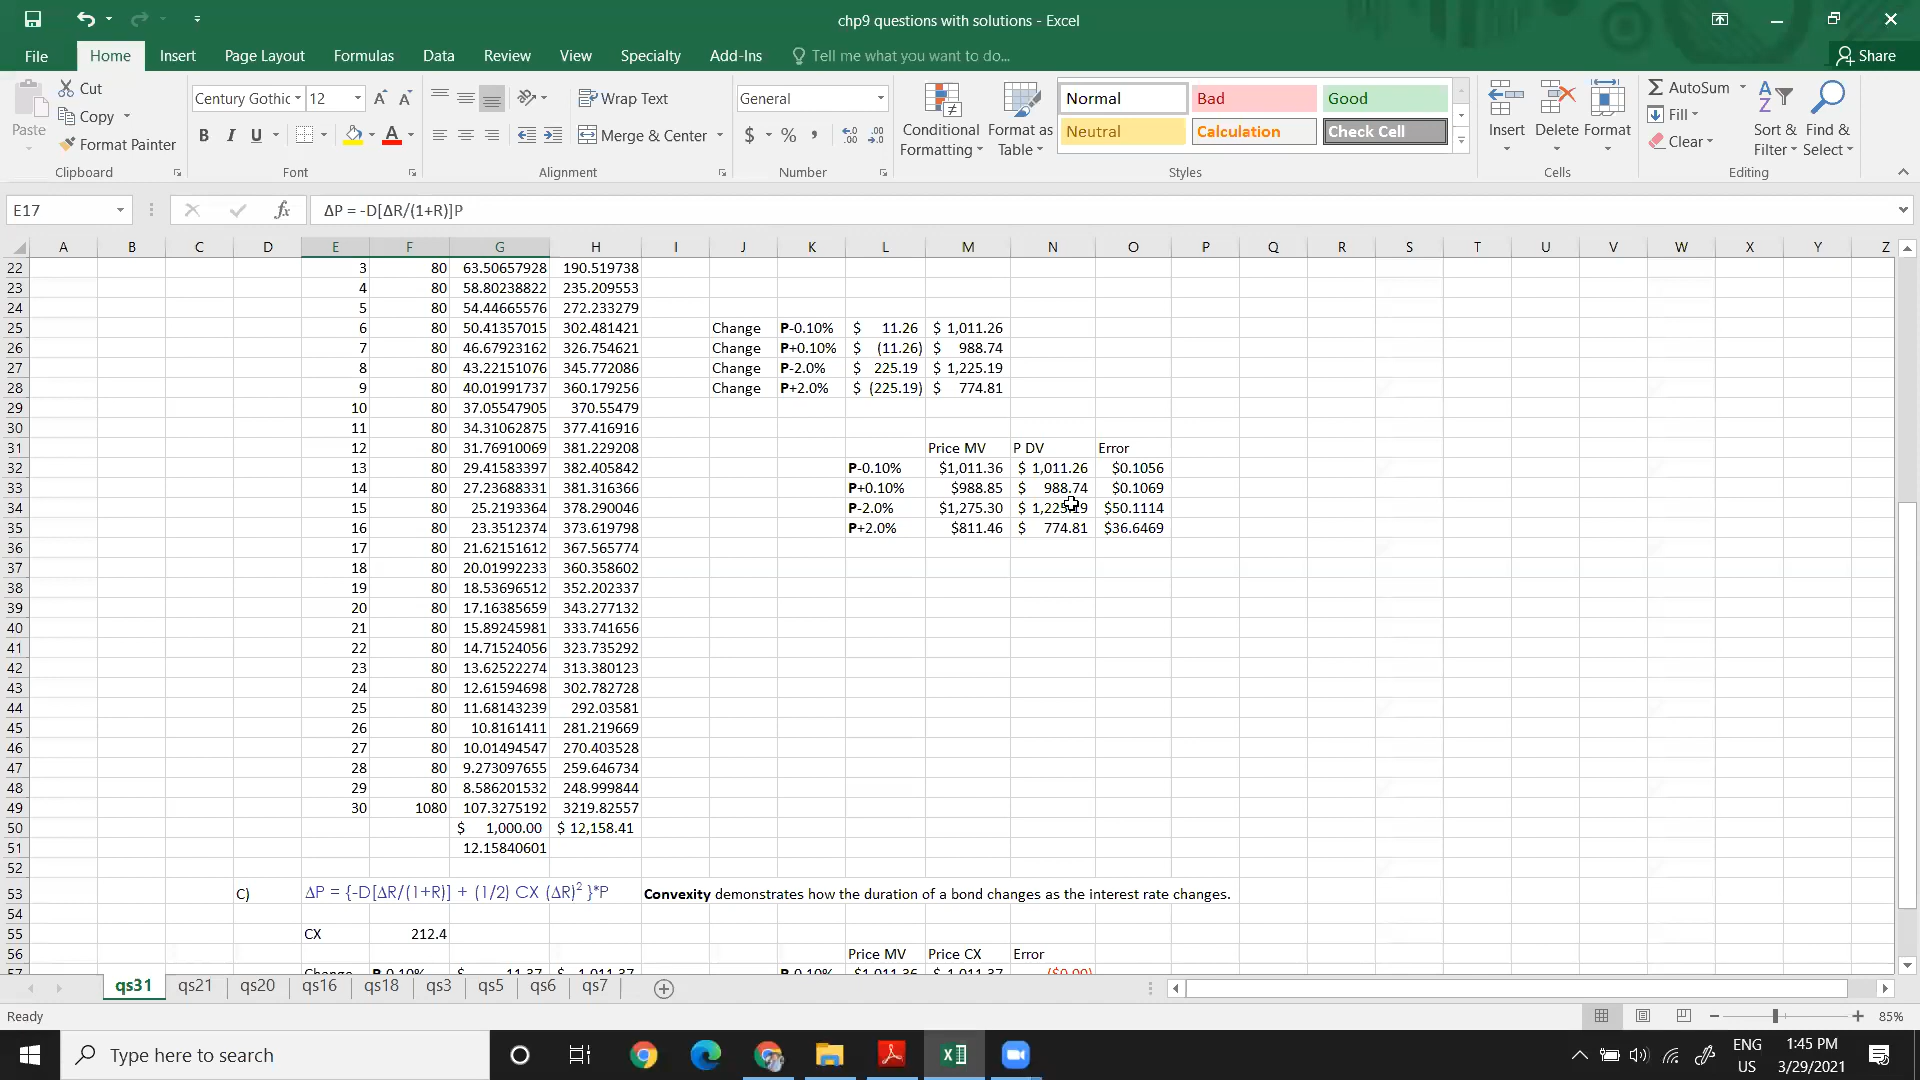 chp9 questions with solutions - Excel
File Home Insert Page Layout Formulas Data Review View Specialty Add-Ins Tell me what you want to do... Share
Cut
Copy
Format Painter
Paste
Clipboard
Century Gothic 12
B I U
Font
Wrap Text
Merge & Center
Alignment
General
$ % ,
Number
Conditional Formatting
Format as Table
Normal Bad Good
Neutral Calculation Check Cell
Styles
Insert Delete Format
Cells
AutoSum
Fill
Clear
Sort & Filter
Find & Select
Editing
E17 fx ΔP = -D[ΔR/(1+R)]P
A B C D E F G H I J K L M N O P Q R S T U V W X Y Z
22 3 80 63.50657928 190.519738
23 4 80 58.80238822 235.209553
24 5 80 54.44665576 272.233279
25 6 80 50.41357015 302.481421 Change P-0.10% $ 11.26 $ 1,011.26
26 7 80 46.67923162 326.754621 Change P+0.10% $ (11.26) $ 988.74
27 8 80 43.22151076 345.772086 Change P-2.0% $ 225.19 $ 1,225.19
28 9 80 40.01991737 360.179256 Change P+2.0% $ (225.19) $ 774.81
29 10 80 37.05547905 370.55479
30 11 80 34.31062875 377.416916
31 12 80 31.76910069 381.229208 Price MV P DV Error
32 13 80 29.41583397 382.405842 P-0.10% $1,011.36 $ 1,011.26 $0.1056
33 14 80 27.23688331 381.316366 P+0.10% $988.85 $ 988.74 $0.1069
34 15 80 25.2193364 378.290046 P-2.0% $1,275.30 $ 1,225.19 $50.1114
35 16 80 23.3512374 373.619798 P+2.0% $811.46 $ 774.81 $36.6469
36 17 80 21.62151612 367.565774
37 18 80 20.01992233 360.358602
38 19 80 18.53696512 352.202337
39 20 80 17.16385659 343.277132
40 21 80 15.89245981 333.741656
41 22 80 14.71524056 323.735292
42 23 80 13.62522274 313.380123
43 24 80 12.61594698 302.782728
44 25 80 11.68143239 292.03581
45 26 80 10.8161411 281.219669
46 27 80 10.01494547 270.403528
47 28 80 9.273097655 259.646734
48 29 80 8.586201532 248.999844
49 30 1080 107.3275192 3219.82557
50 $ 1,000.00 $ 12,158.41
51 12.15840601
52
53 C) ΔP = {-D[ΔR/(1+R)] + (1/2) CX (ΔR)² }*P Convexity demonstrates how the duration of a bond changes as the interest rate changes.
54
55 CX 212.4
56 Price MV Price CX Error
57 Change P-0.10% $ 11.37 $ 1,011.37 P-0.10% $1,011.36 $ 1,011.37 ($0.00)
qs31 qs21 qs20 qs16 qs18 qs3 qs5 qs6 qs7
Ready 85%
Type here to search
ENG US
1:45 PM
3/29/2021